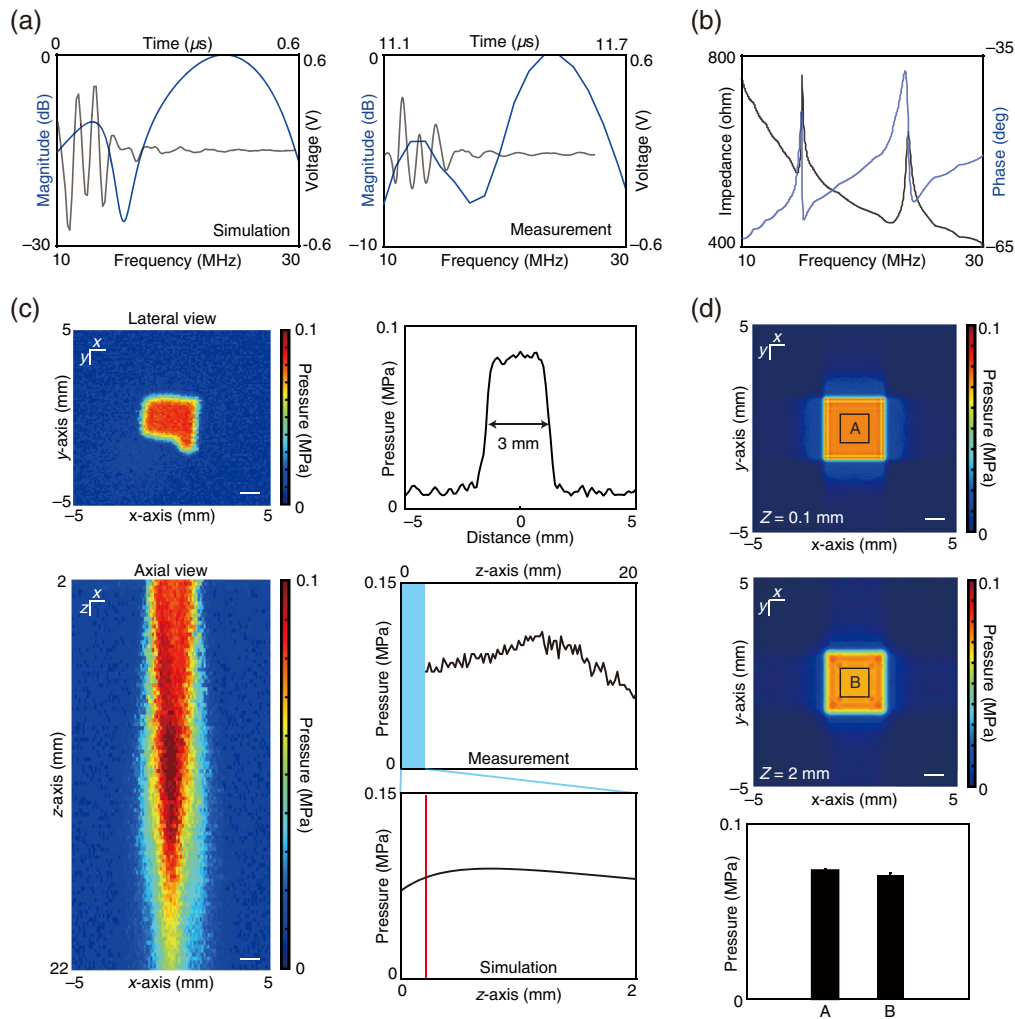 (a)
0 Time (μs) 0.6
0 0.6
Magnitude (dB)
Voltage (V)
Simulation
−30 −0.6
10 30
Frequency (MHz)
11.1 Time (μs) 11.7
0 0.6
Magnitude (dB)
Voltage (V)
Measurement
−10 −0.6
10 30
Frequency (MHz)
(b)
800 −35
Impedance (ohm)
Phase (deg)
400 −65
10 30
Frequency (MHz)
(c)
Lateral view
5
x
y
y-axis (mm)
−5
−5 5
x-axis (mm)
0.1
Pressure (MPa)
0
0.1
Pressure (MPa)
3 mm
0
−5 0 5
Distance (mm)
Axial view
2
x
z
z-axis (mm)
22
−5 5
x-axis (mm)
0.1
Pressure (MPa)
0
0 z-axis (mm) 20
0.15
Pressure (MPa)
Measurement
0
0.15
Pressure (MPa)
Simulation
0
0 2
z-axis (mm)
(d)
5
x
y
y-axis (mm)
A
Z = 0.1 mm
−5
−5 5
x-axis (mm)
0.1
Pressure (MPa)
0
5
x
y
y-axis (mm)
B
Z = 2 mm
−5
−5 5
x-axis (mm)
0.1
Pressure (MPa)
0
0.1
Pressure (MPa)
0
A B